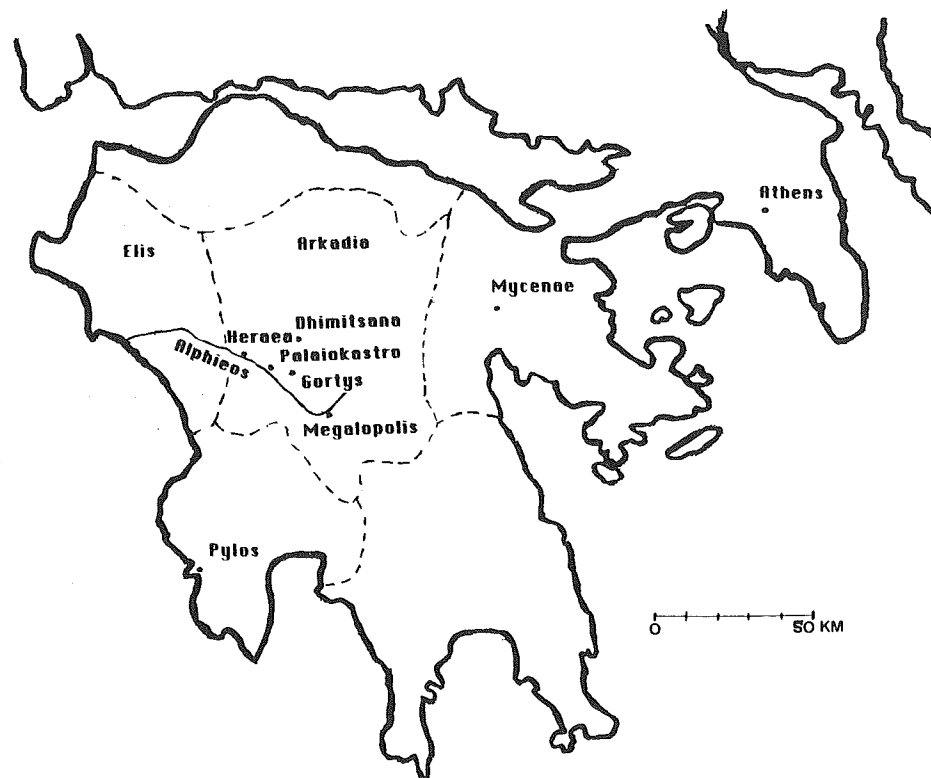 Athens
Elis
Arkadia
Mycenae
Dhimitsana
Heraea
Alphieos
Palaiokastro
Gortys
Megalopolis
Pylos
0 50 KM